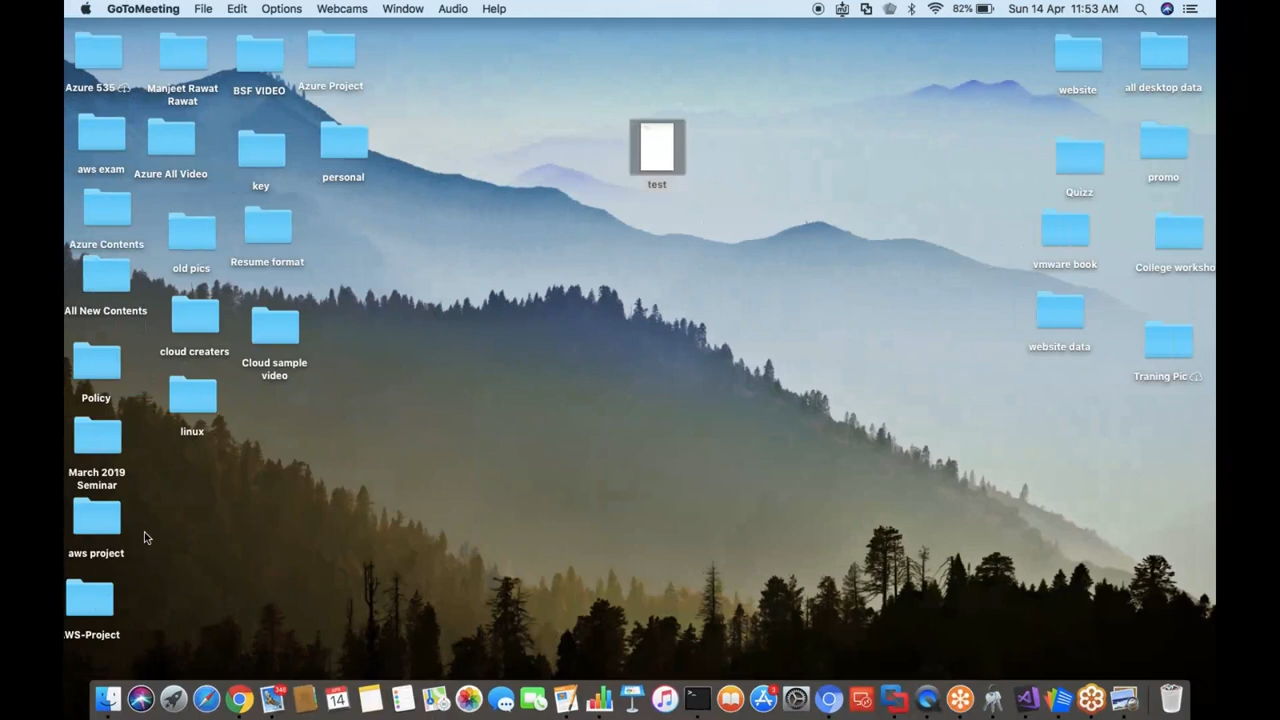 GoToMeeting File Edit Options Webcams Window Audio Help 82% Sun 14 Apr 11:53 AM
Azure 535
Manjeet Rawat
Rawat
BSF VIDEO
Azure Project
website
all desktop data
aws exam
Azure All Video
key
personal
test
Quizz
promo
Azure Contents
old pics
Resume format
vmware book
College worksho
All New Contents
cloud creaters
Cloud sample
video
website data
Traning Pic
Policy
linux
March 2019
Seminar
aws project
WS-Project
346
APR
14
3